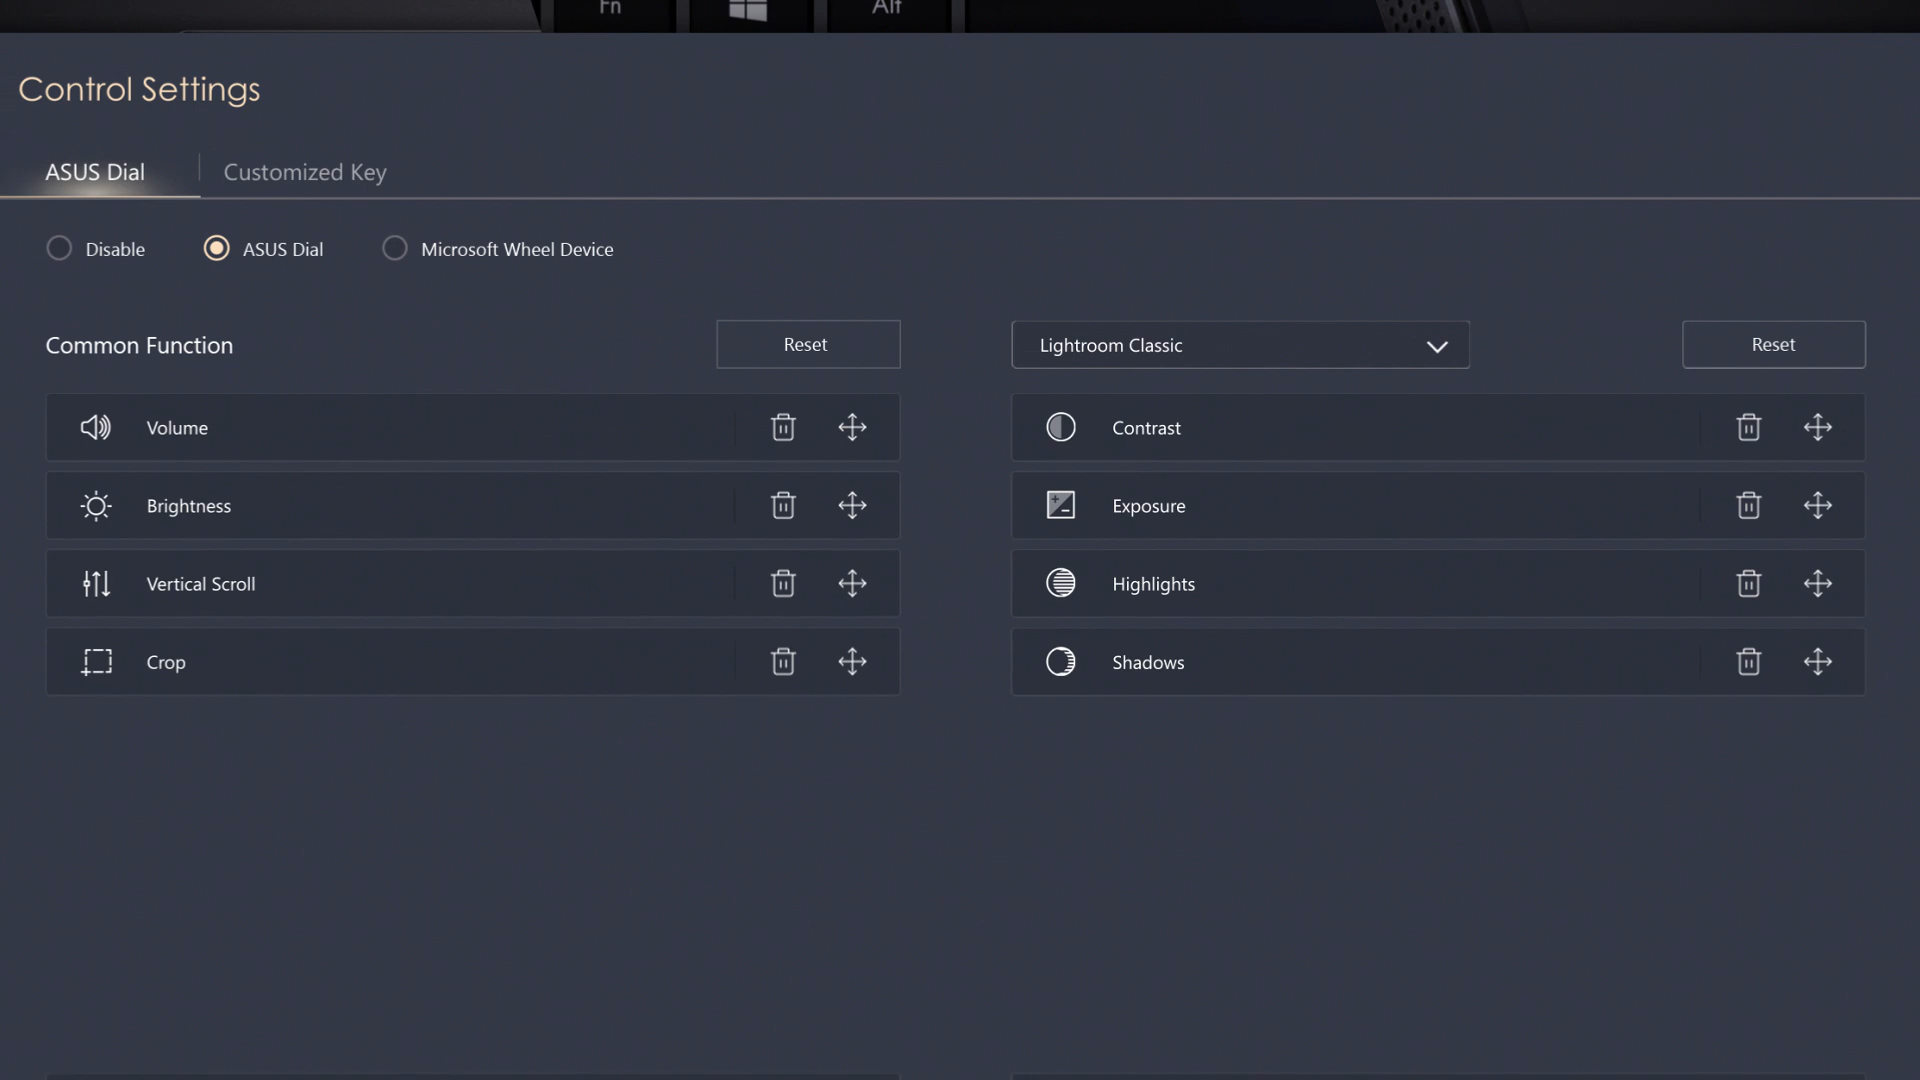 Fn
Alt
Control Settings
ASUS Dial
Customized Key
Disable
ASUS Dial
Microsoft Wheel Device
Common Function
Reset
Volume
Brightness
Vertical Scroll
Crop
Lightroom Classic
Reset
Contrast
Exposure
Highlights
Shadows